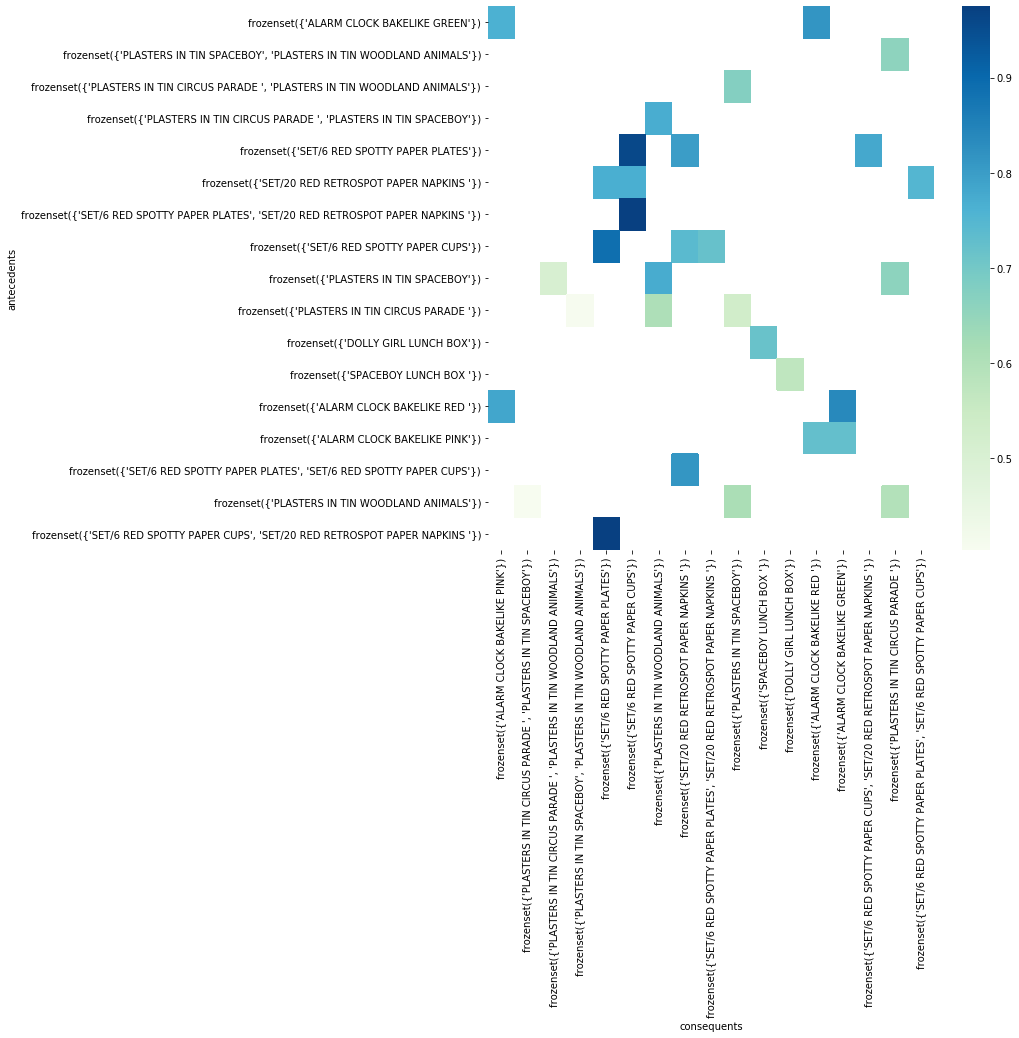 frozenset({'ALARM CLOCK BAKELIKE GREEN'})
frozenset({'PLASTERS IN TIN SPACEBOY', 'PLASTERS IN TIN WOODLAND ANIMALS'})
frozenset({'PLASTERS IN TIN CIRCUS PARADE ', 'PLASTERS IN TIN WOODLAND ANIMALS'})
frozenset({'PLASTERS IN TIN CIRCUS PARADE ', 'PLASTERS IN TIN SPACEBOY'})
frozenset({'SET/6 RED SPOTTY PAPER PLATES'})
frozenset({'SET/20 RED RETROSPOT PAPER NAPKINS '})
frozenset({'SET/6 RED SPOTTY PAPER PLATES', 'SET/20 RED RETROSPOT PAPER NAPKINS '})
frozenset({'SET/6 RED SPOTTY PAPER CUPS'})
frozenset({'PLASTERS IN TIN SPACEBOY'})
frozenset({'PLASTERS IN TIN CIRCUS PARADE '})
frozenset({'DOLLY GIRL LUNCH BOX'})
frozenset({'SPACEBOY LUNCH BOX '})
frozenset({'ALARM CLOCK BAKELIKE RED '})
frozenset({'ALARM CLOCK BAKELIKE PINK'})
frozenset({'SET/6 RED SPOTTY PAPER PLATES', 'SET/6 RED SPOTTY PAPER CUPS'})
frozenset({'PLASTERS IN TIN WOODLAND ANIMALS'})
frozenset({'SET/6 RED SPOTTY PAPER CUPS', 'SET/20 RED RETROSPOT PAPER NAPKINS '})
antecedents
frozenset({'ALARM CLOCK BAKELIKE PINK'})
frozenset({'PLASTERS IN TIN CIRCUS PARADE ', 'PLASTERS IN TIN SPACEBOY'})
frozenset({'PLASTERS IN TIN CIRCUS PARADE ', 'PLASTERS IN TIN WOODLAND ANIMALS'})
frozenset({'PLASTERS IN TIN SPACEBOY', 'PLASTERS IN TIN WOODLAND ANIMALS'})
frozenset({'SET/6 RED SPOTTY PAPER PLATES'})
frozenset({'SET/6 RED SPOTTY PAPER CUPS'})
frozenset({'PLASTERS IN TIN WOODLAND ANIMALS'})
frozenset({'SET/20 RED RETROSPOT PAPER NAPKINS '})
frozenset({'SET/6 RED SPOTTY PAPER PLATES', 'SET/20 RED RETROSPOT PAPER NAPKINS '})
frozenset({'PLASTERS IN TIN SPACEBOY'})
frozenset({'SPACEBOY LUNCH BOX '})
frozenset({'DOLLY GIRL LUNCH BOX'})
frozenset({'ALARM CLOCK BAKELIKE RED '})
frozenset({'ALARM CLOCK BAKELIKE GREEN'})
frozenset({'SET/6 RED SPOTTY PAPER CUPS', 'SET/20 RED RETROSPOT PAPER NAPKINS '})
frozenset({'PLASTERS IN TIN CIRCUS PARADE '})
frozenset({'SET/6 RED SPOTTY PAPER PLATES', 'SET/6 RED SPOTTY PAPER CUPS'})
consequents
0.9
0.8
0.7
0.6
0.5